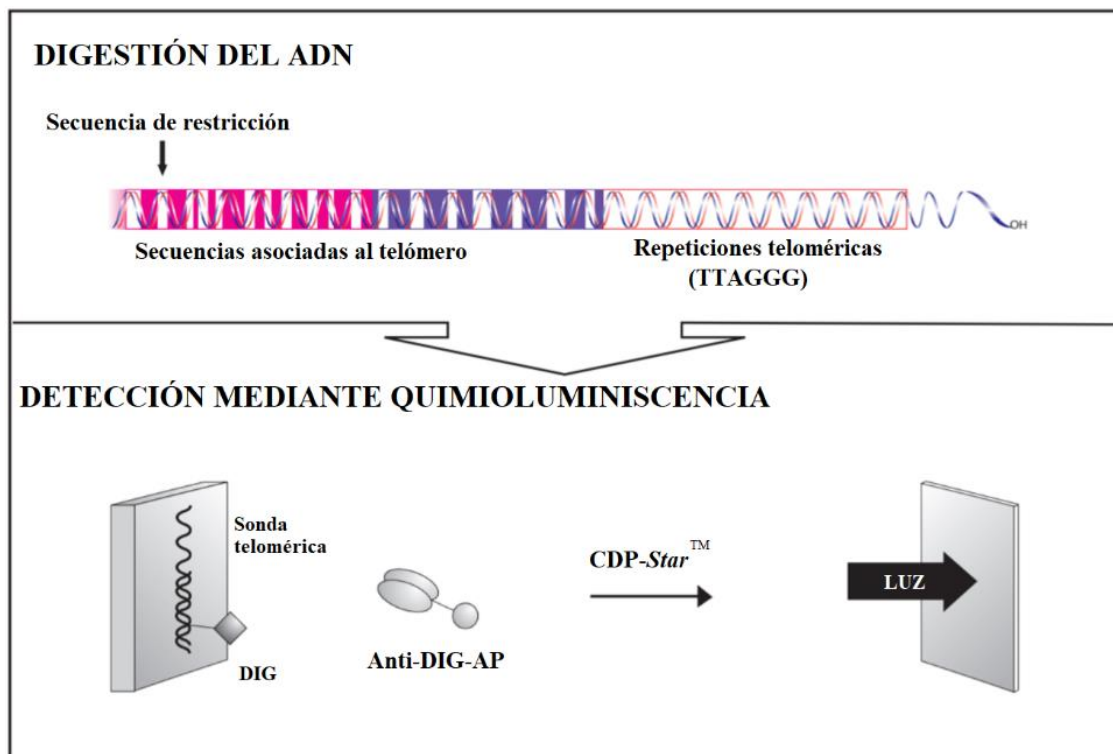 DIGESTIÓN DEL ADN
Secuencia de restricción
Secuencias asociadas al telómero
Repeticiones teloméricas
(TTAGGG)
OH
DETECCIÓN MEDIANTE QUIMIOLUMINISCENCIA
Sonda
telomérica
DIG
Anti-DIG-AP
CDP-Star™
LUZ